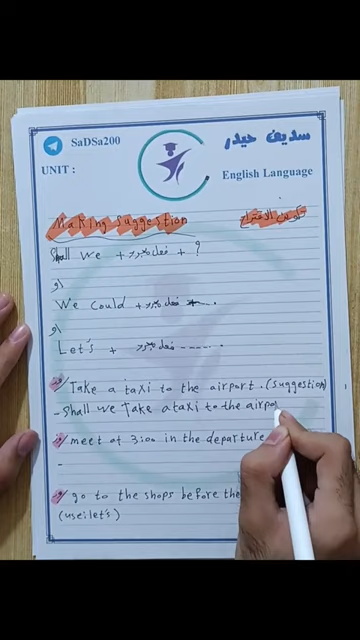 SaDSa200
سديف حيدر
UNIT :
English Language
Making Suggestion
تكوين الاقتراح
Shall We + فعل مجرد + ?
او
We Could + فعل مجرد .
او
Let's + فعل مجرد ----- .
Take a taxi to the airport. (suggestion)
- Shall we Take a taxi to the airpo
meet at 3:00 in the departure
-
go to the shops before the
(use: let's)